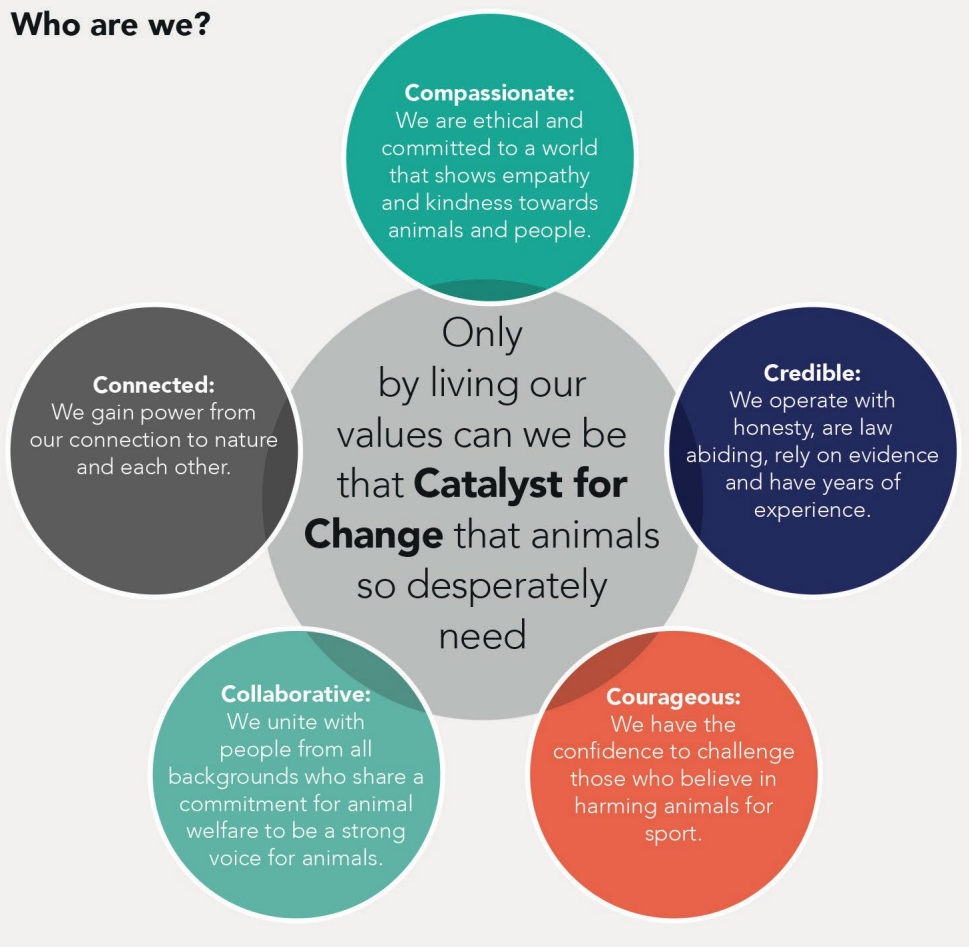 Who are we?
Compassionate:
We are ethical and
committed to a world
that shows empathy
and kindness towards
animals and people.
Connected:
We gain power from
our connection to nature
and each other.
Only
by living our
values can we be
that Catalyst for
Change that animals
so desperately
need
Credible:
We operate with
honesty, are law
abiding, rely on evidence
and have years of
experience.
Collaborative:
We unite with
people from all
backgrounds who share a
commitment for animal
welfare to be a strong
voice for animals.
Courageous:
We have the
confidence to challenge
those who believe in
harming animals for
sport.